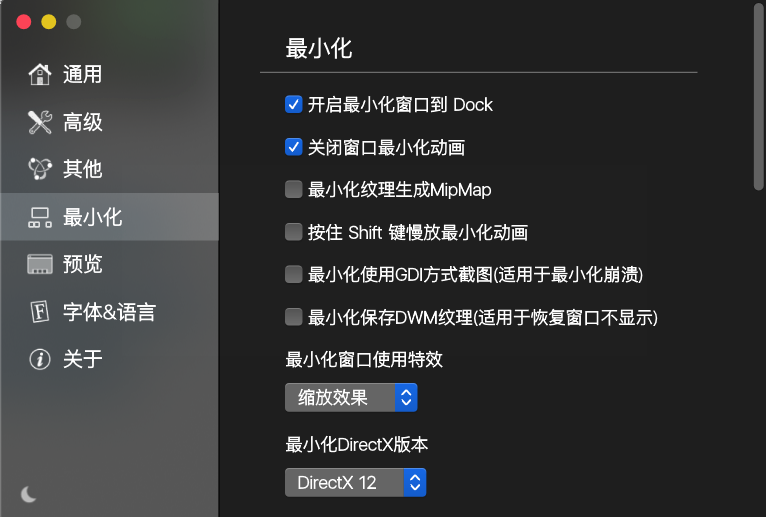 通用
高级
其他
最小化
预览
字体&语言
关于
最小化
开启最小化窗口到 Dock
关闭窗口最小化动画
最小化纹理生成MipMap
按住 Shift 键慢放最小化动画
最小化使用GDI方式截图(适用于最小化崩溃)
最小化保存DWM纹理(适用于恢复窗口不显示)
最小化窗口使用特效
缩放效果
最小化DirectX版本
DirectX 12